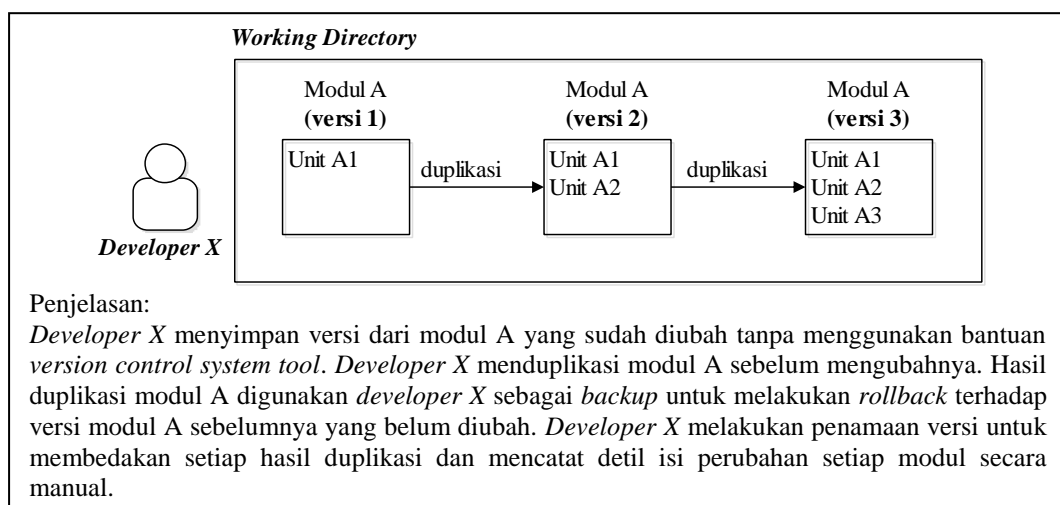 Working Directory
Modul A
(versi 1)
Modul A
(versi 2)
Modul A
(versi 3)
Unit A1
duplikasi
Unit A1
Unit A2
duplikasi
Unit A1
Unit A2
Unit A3
Developer X
Penjelasan:
Developer X menyimpan versi dari modul A yang sudah diubah tanpa menggunakan bantuan
version control system tool. Developer X menduplikasi modul A sebelum mengubahnya. Hasil
duplikasi modul A digunakan developer X sebagai backup untuk melakukan rollback terhadap
versi modul A sebelumnya yang belum diubah. Developer X melakukan penamaan versi untuk
membedakan setiap hasil duplikasi dan mencatat detil isi perubahan setiap modul secara
manual.